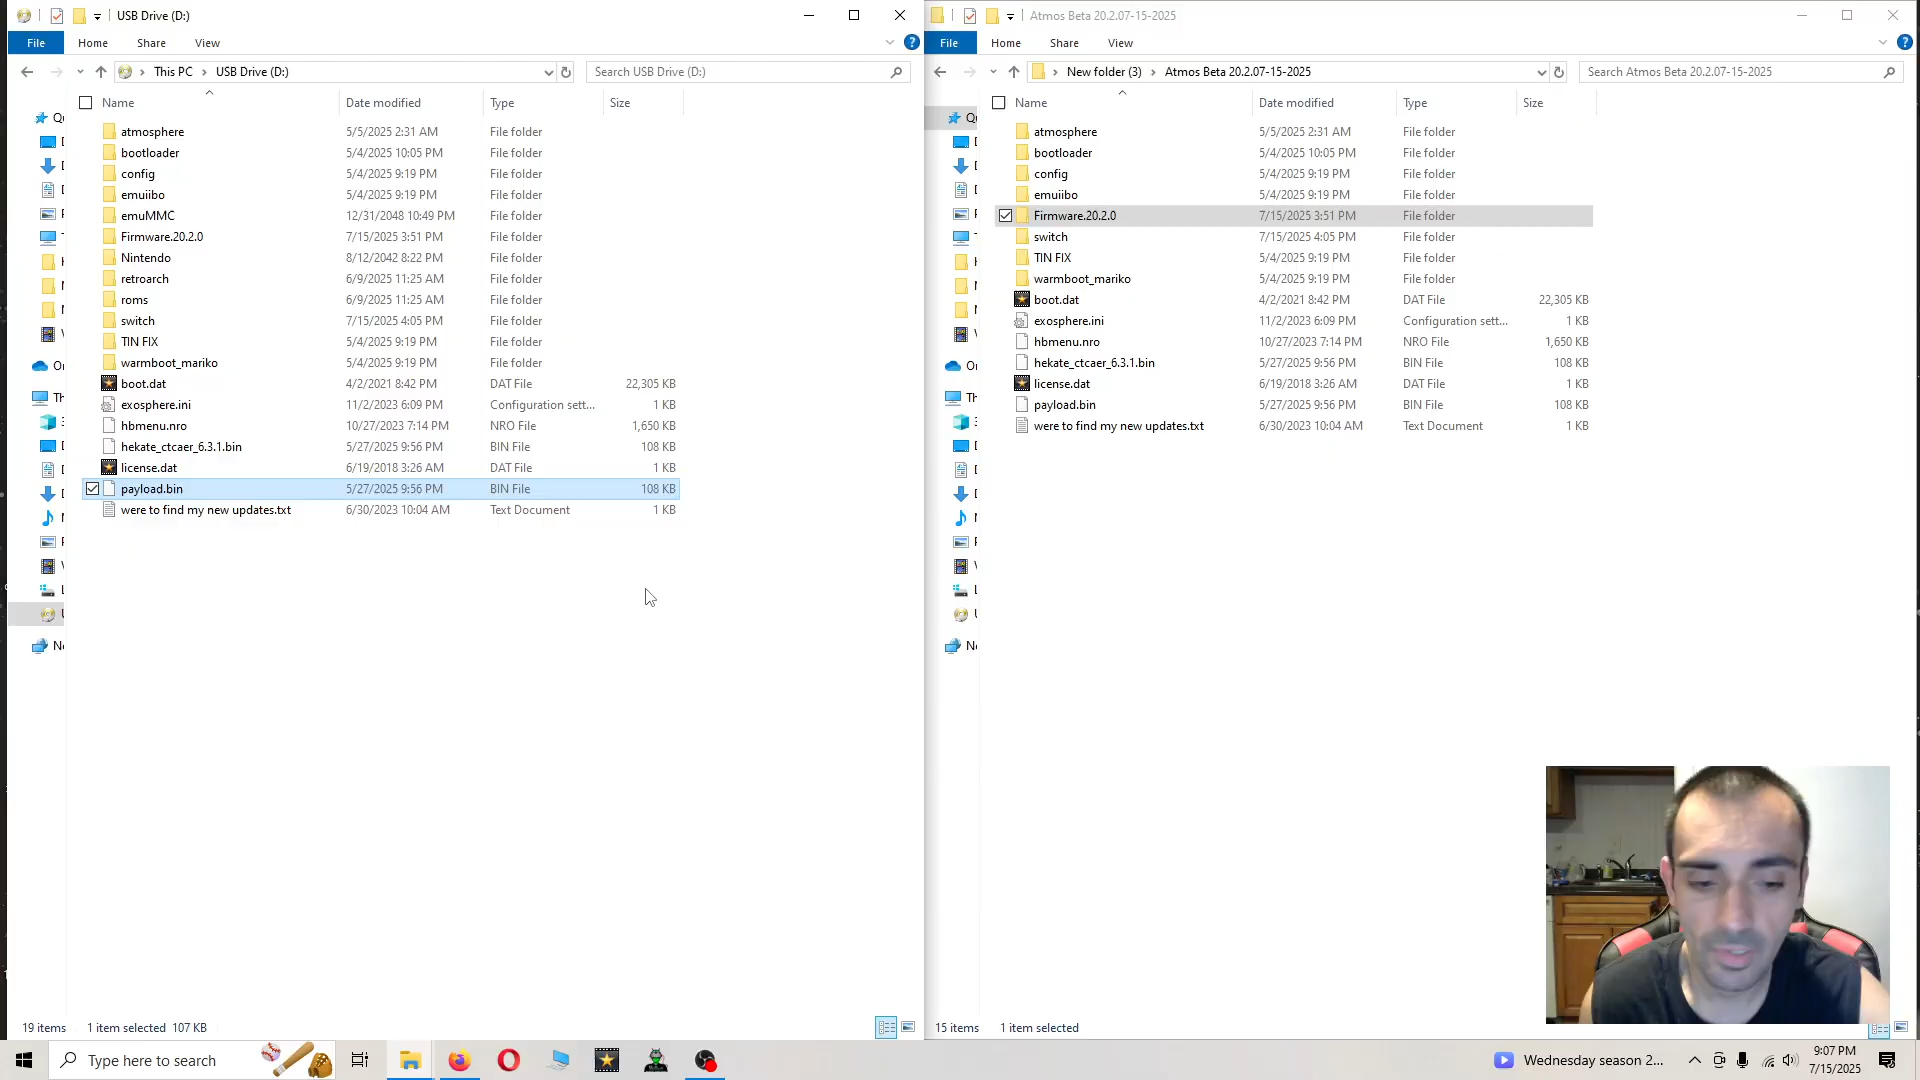 USB Drive (D:)
File Home Share View
This PC > USB Drive (D:)
Search USB Drive (D:)
Name Date modified Type Size
atmosphere 5/5/2025 2:31 AM File folder
bootloader 5/4/2025 10:05 PM File folder
config 5/4/2025 9:19 PM File folder
emuiibo 5/4/2025 9:19 PM File folder
emuMMC 12/31/2048 10:49 PM File folder
Firmware.20.2.0 7/15/2025 3:51 PM File folder
Nintendo 8/12/2042 8:22 PM File folder
retroarch 6/9/2025 11:25 AM File folder
roms 6/9/2025 11:25 AM File folder
switch 7/15/2025 4:05 PM File folder
TIN FIX 5/4/2025 9:19 PM File folder
warmboot_mariko 5/4/2025 9:19 PM File folder
boot.dat 4/2/2021 8:42 PM DAT File 22,305 KB
exosphere.ini 11/2/2023 6:09 PM Configuration sett... 1 KB
hbmenu.nro 10/27/2023 7:14 PM NRO File 1,650 KB
hekate_ctcaer_6.3.1.bin 5/27/2025 9:56 PM BIN File 108 KB
license.dat 6/19/2018 3:26 AM DAT File 1 KB
payload.bin 5/27/2025 9:56 PM BIN File 108 KB
were to find my new updates.txt 6/30/2023 10:04 AM Text Document 1 KB
19 items 1 item selected 107 KB
Atmos Beta 20.2.07-15-2025
File Home Share View
> New folder (3) > Atmos Beta 20.2.07-15-2025
Search Atmos Beta 20.2.07-15-2025
Name Date modified Type Size
atmosphere 5/5/2025 2:31 AM File folder
bootloader 5/4/2025 10:05 PM File folder
config 5/4/2025 9:19 PM File folder
emuiibo 5/4/2025 9:19 PM File folder
Firmware.20.2.0 7/15/2025 3:51 PM File folder
switch 7/15/2025 4:05 PM File folder
TIN FIX 5/4/2025 9:19 PM File folder
warmboot_mariko 5/4/2025 9:19 PM File folder
boot.dat 4/2/2021 8:42 PM DAT File 22,305 KB
exosphere.ini 11/2/2023 6:09 PM Configuration sett... 1 KB
hbmenu.nro 10/27/2023 7:14 PM NRO File 1,650 KB
hekate_ctcaer_6.3.1.bin 5/27/2025 9:56 PM BIN File 108 KB
license.dat 6/19/2018 3:26 AM DAT File 1 KB
payload.bin 5/27/2025 9:56 PM BIN File 108 KB
were to find my new updates.txt 6/30/2023 10:04 AM Text Document 1 KB
15 items 1 item selected
Type here to search
Wednesday season 2...
9:07 PM
7/15/2025